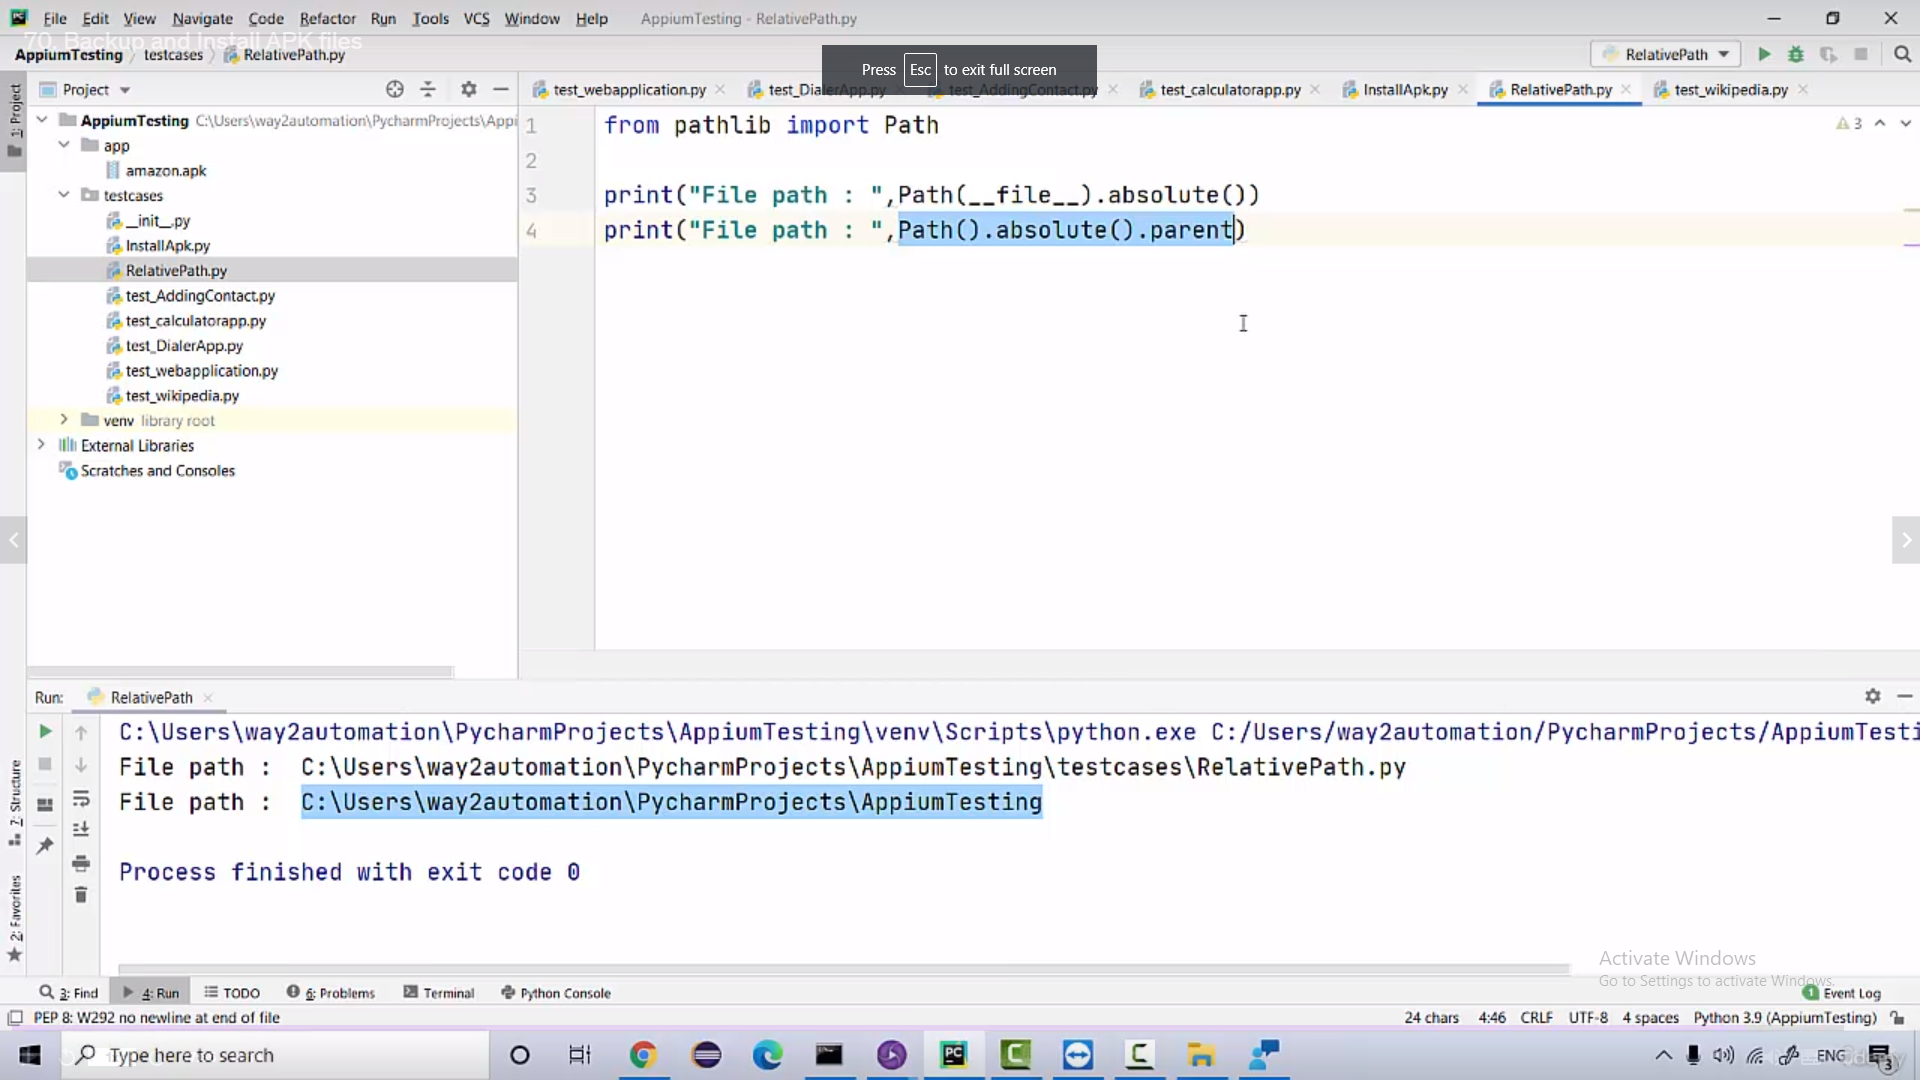 File Edit View Navigate Code Refactor Run Tools VCS Window Help AppiumTesting - RelativePath.py
70. Backup and Install APK files
AppiumTesting testcases RelativePath.py
RelativePath
Press Esc to exit full screen
1: Project
Project
test_webapplication.py test_DialerApp.py test_AddingContact.py test_calculatorapp.py InstallApk.py RelativePath.py test_wikipedia.py
AppiumTesting C:\Users\way2automation\PycharmProjects\Appi
app
amazon.apk
testcases
__init__.py
InstallApk.py
RelativePath.py
test_AddingContact.py
test_calculatorapp.py
test_DialerApp.py
test_webapplication.py
test_wikipedia.py
venv library root
External Libraries
Scratches and Consoles
1 from pathlib import Path
2
3 print("File path : ",Path(__file__).absolute())
4 print("File path : ",Path().absolute().parent)
3
Run: RelativePath
C:\Users\way2automation\PycharmProjects\AppiumTesting\venv\Scripts\python.exe C:/Users/way2automation/PycharmProjects/AppiumTesti
File path : C:\Users\way2automation\PycharmProjects\AppiumTesting\testcases\RelativePath.py
File path : C:\Users\way2automation\PycharmProjects\AppiumTesting
Process finished with exit code 0
7: Structure
2: Favorites
Activate Windows
Go to Settings to activate Windows.
3: Find 4: Run TODO 6: Problems Terminal Python Console
1 Event Log
PEP 8: W292 no newline at end of file
24 chars 4:46 CRLF UTF-8 4 spaces Python 3.9 (AppiumTesting)
Type here to search
PC
ENG
3